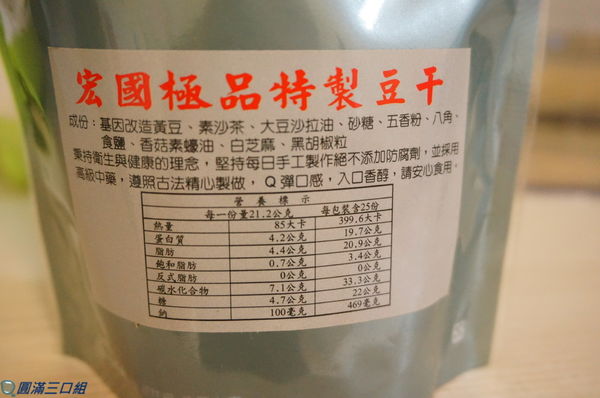 宏國極品特製豆干
成份：基因改造黃豆、素沙茶、大豆沙拉油、砂糖、五香粉、八角、
食鹽、香菇素蠔油、白芝麻、黑胡椒粒
秉持衛生與健康的理念，堅持每日手工製作絕不添加防腐劑，並採用
高級中藥，遵照古法精心製做，Q彈口感，入口香醇，請安心食用。
營養標示
每一份量21.2公克 每包裝含25份
熱量 85大卡 399.6大卡
蛋白質 4.2公克 19.7公克
脂肪 4.4公克 20.9公克
飽和脂肪 0.7公克 3.4公克
反式脂肪 0公克 0公克
碳水化合物 7.1公克 33.3公克
糖 4.7公克 22公克
鈉 100毫克 469毫克
圓滿三口組